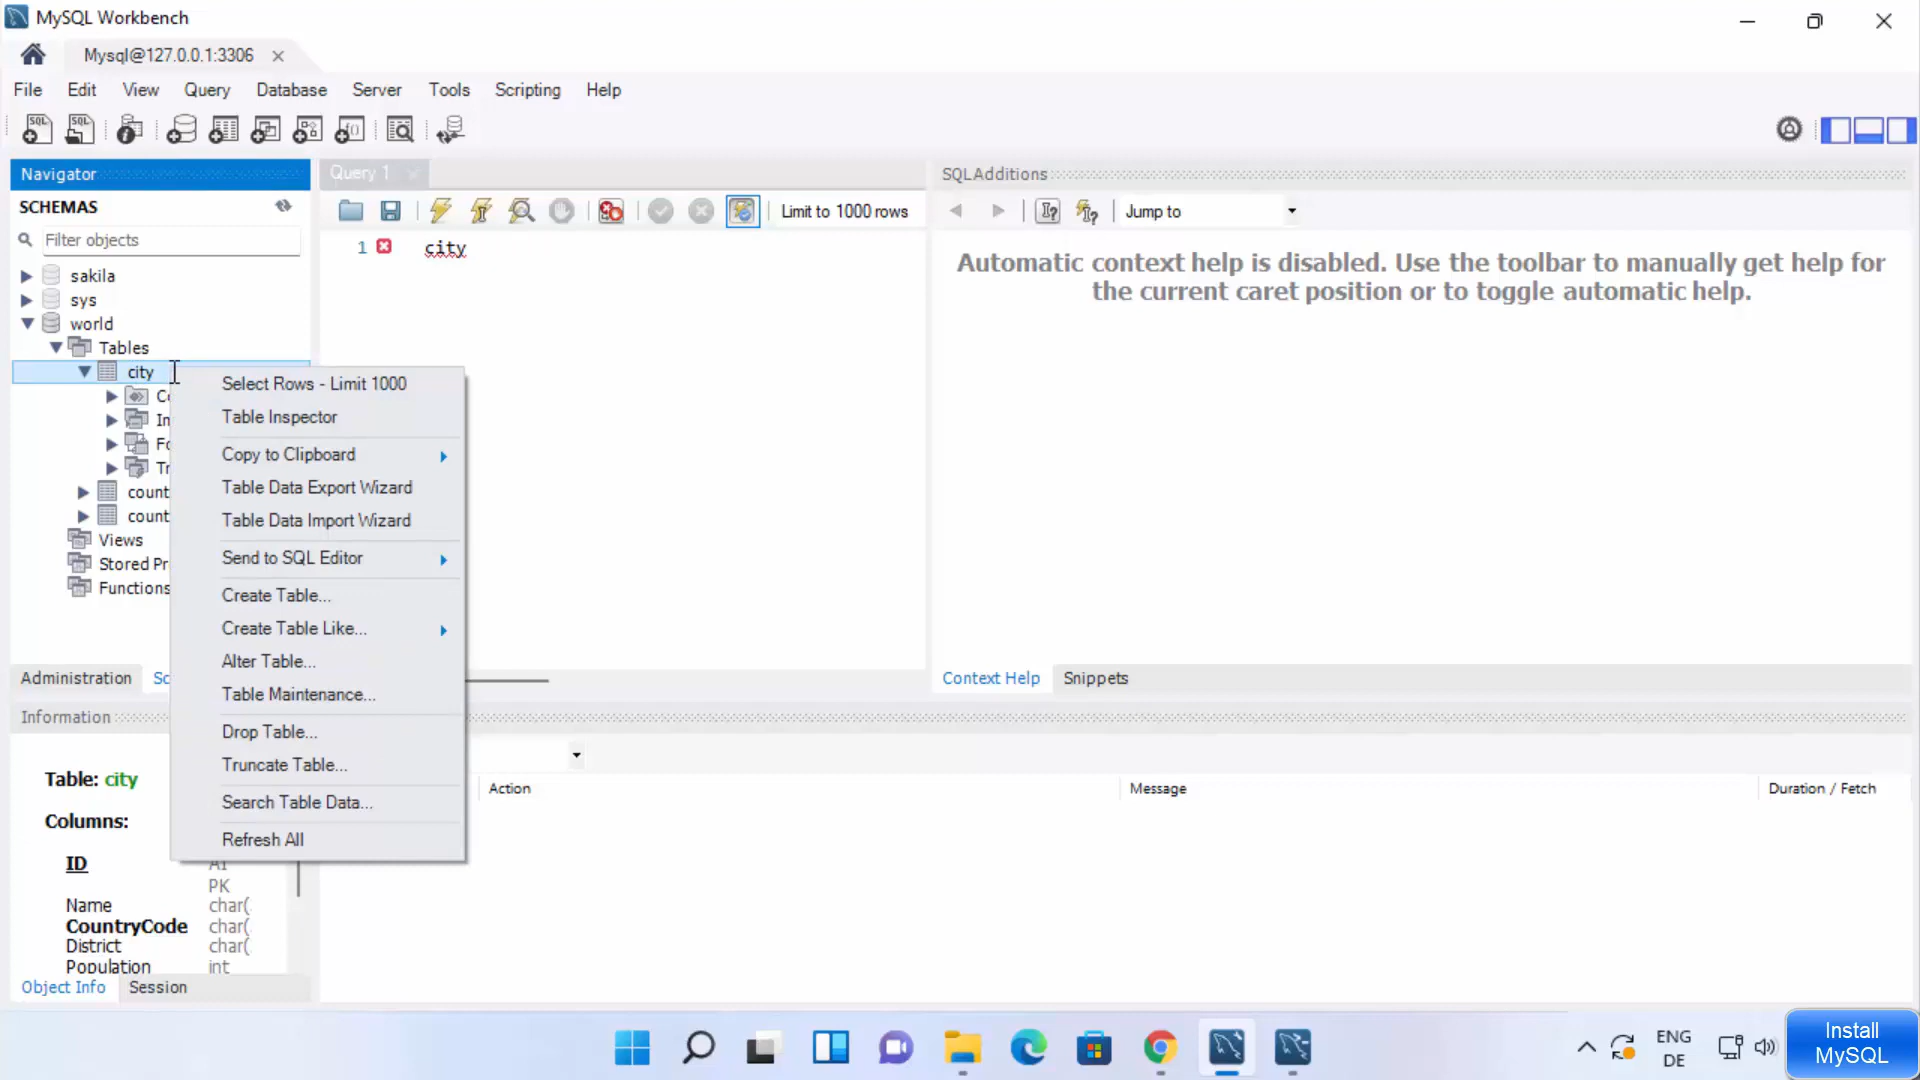 MySQL Workbench
Mysql@127.0.0.1:3306
File Edit View Query Database Server Tools Scripting Help
Navigator
Query 1
SQLAdditions
SCHEMAS
Limit to 1000 rows
Jump to
Filter objects
1 city
Automatic context help is disabled. Use the toolbar to manually get help for
the current caret position or to toggle automatic help.
sakila
sys
world
Tables
city
Select Rows - Limit 1000
Table Inspector
Copy to Clipboard
Table Data Export Wizard
Table Data Import Wizard
Send to SQL Editor
Create Table...
Create Table Like...
Alter Table...
Table Maintenance...
Drop Table...
Truncate Table...
Search Table Data...
Refresh All
Views
Stored Pr
Functions
Administration
Context Help Snippets
Information
Action Message Duration / Fetch
Table: city
Columns:
ID AI
PK
Name char(
CountryCode char(
District char(
Population int
Object Info Session
ENG
DE
Install
MySQL